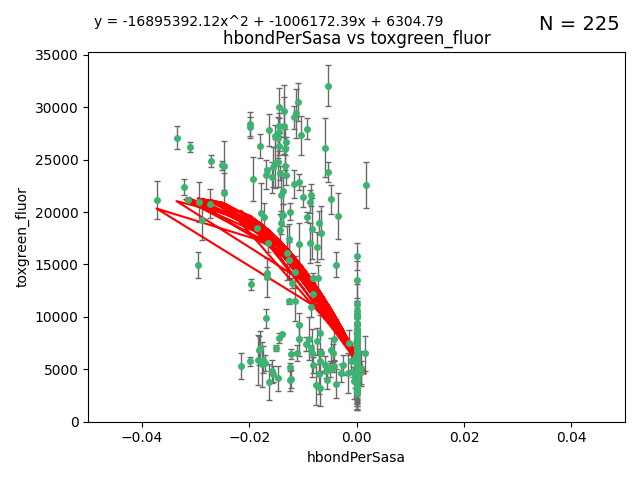 y = -16895392.12x^2 + -1006172.39x + 6304.79
N = 225
hbondPerSasa vs toxgreen_fluor
35000
30000
25000
20000
15000
10000
5000
0
toxgreen_fluor
−0.04
−0.02
0.00
0.02
0.04
hbondPerSasa